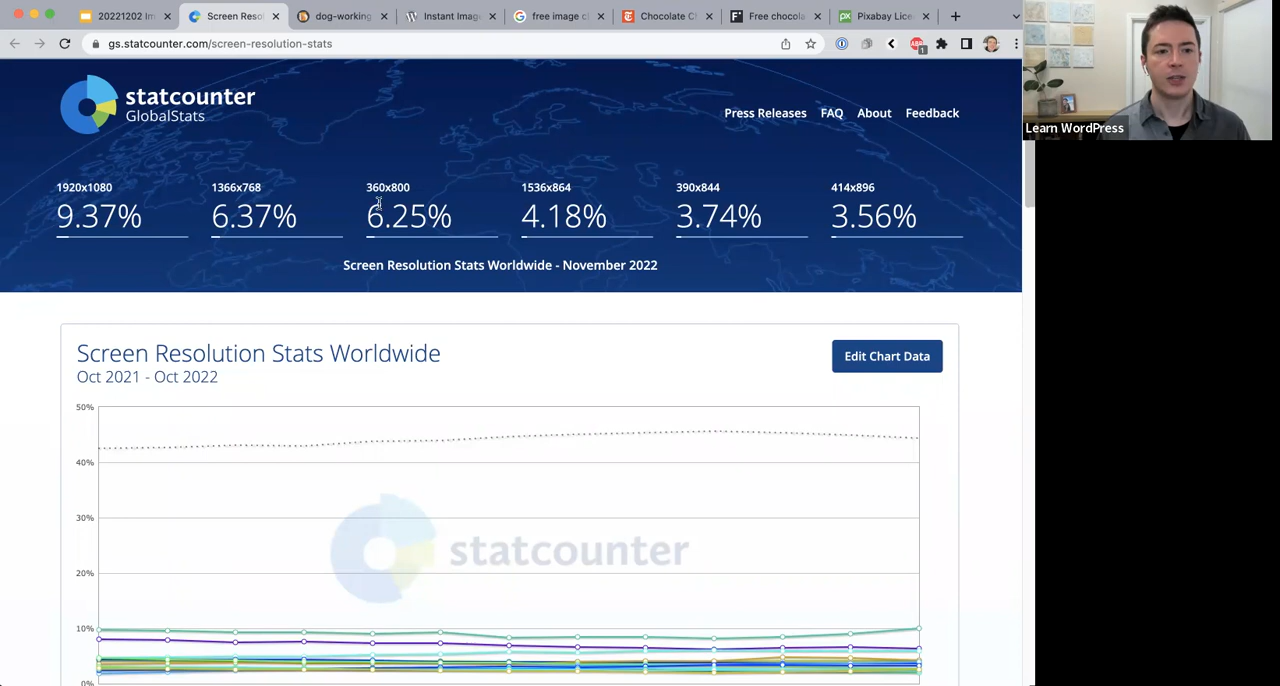 20221202 Im
Screen Resol
dog-working
Instant Image
free image c
Chocolate C
Free chocola
Pixabay Lice
gs.statcounter.com/screen-resolution-stats
ABP
1
statcounter
GlobalStats
Press Releases
FAQ
About
Feedback
1920x1080
1366x768
360x800
1536x864
390x844
414x896
9.37%
6.37%
6.25%
4.18%
3.74%
3.56%
Screen Resolution Stats Worldwide - November 2022
Screen Resolution Stats Worldwide
Oct 2021 - Oct 2022
Edit Chart Data
50%
40%
30%
statcounter
20%
10%
0%
Learn WordPress